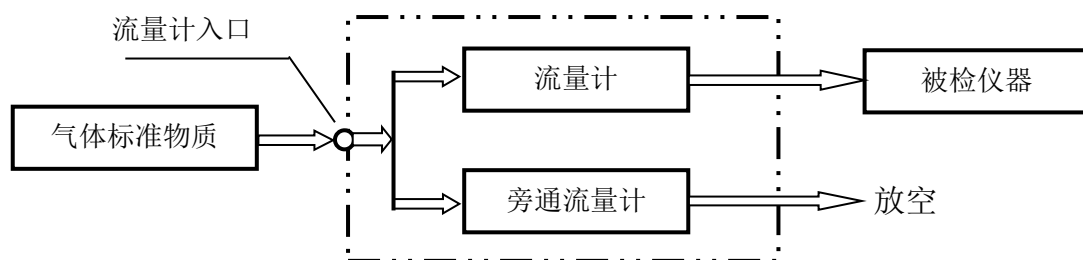 流量计入口
流量计
被检仪器
气体标准物质
旁通流量计
放空